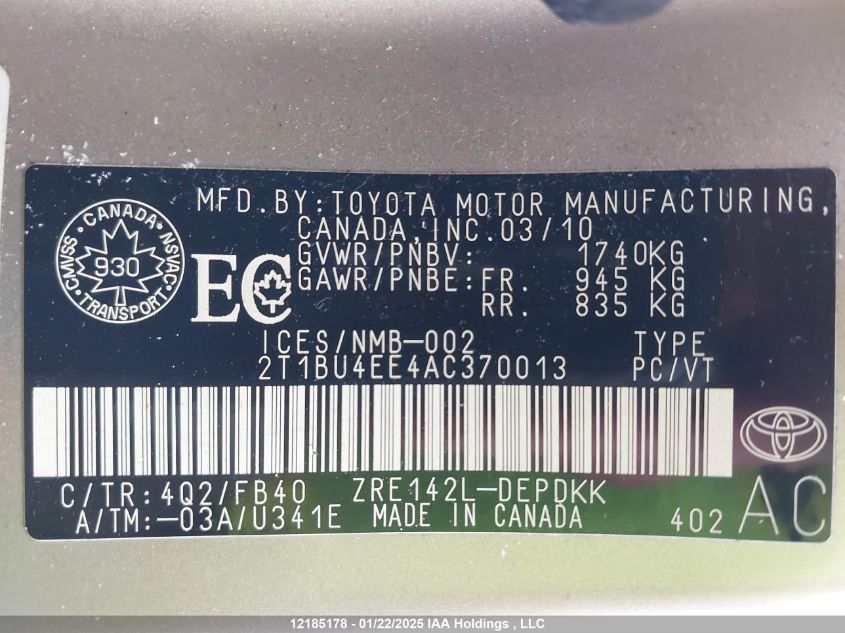 MFD.BY:TOYOTA MOTOR MANUFACTURING,
CANADA, INC.03/10
GVWR/PNBV: 1740KG
GAWR/PNBE:FR. 945 KG
RR. 835 KG
CANADA
CMVSS 930 NSVAC
TRANSPORT
EC
ICES/NMB-002 TYPE
2T1BU4EE4AC370013 PC/VT
C/TR:4Q2/FB40 ZRE142L-DEPDKK
A/TM:-03A/U341E MADE IN CANADA 402 AC
12185178 - 01/22/2025 IAA Holdings , LLC